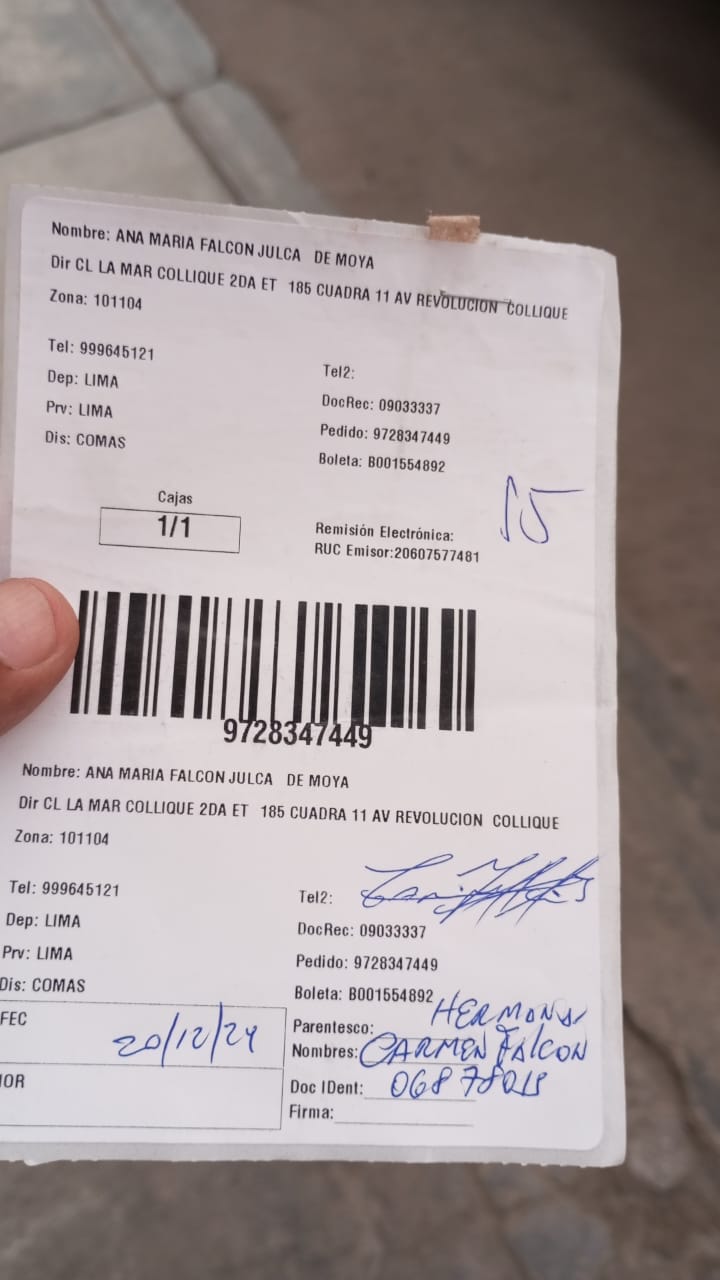 Nombre: ANA MARIA FALCON JULCA DE MOYA
Dir CL LA MAR COLLIQUE 2DA ET 185 CUADRA 11 AV REVOLUCION COLLIQUE
Zona: 101104
Tel: 999645121
Dep: LIMA
Prv: LIMA
Dis: COMAS
Tel2:
DocRec: 09033337
Pedido: 9728347449
Boleta: B001554892
Cajas
1/1
Remisión Electrónica:
RUC Emisor:20607577481
9728347449
Nombre: ANA MARIA FALCON JULCA DE MOYA
Dir CL LA MAR COLLIQUE 2DA ET 185 CUADRA 11 AV REVOLUCION COLLIQUE
Zona: 101104
Tel: 999645121
Dep: LIMA
Prv: LIMA
Dis: COMAS
Tel2:
DocRec: 09033337
Pedido: 9728347449
Boleta: B001554892
FEC 20/12/24
IOR
Parentesco: HERMANA
Nombres: CARMEN FALCON
Doc IDent:
Firma: